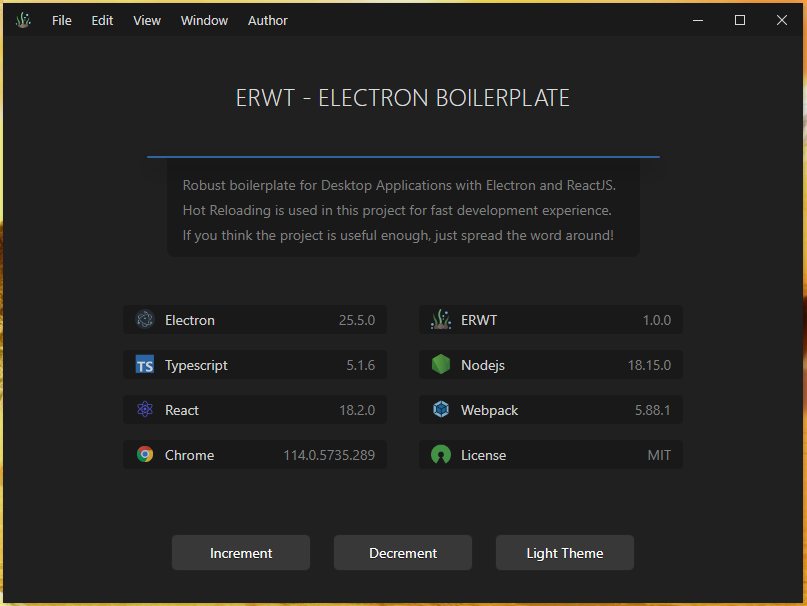 File Edit View Window Author
ERWT - ELECTRON BOILERPLATE
Robust boilerplate for Desktop Applications with Electron and ReactJS.
Hot Reloading is used in this project for fast development experience.
If you think the project is useful enough, just spread the word around!
Electron 25.5.0 ERWT 1.0.0
TS Typescript 5.1.6 Nodejs 18.15.0
React 18.2.0 Webpack 5.88.1
Chrome 114.0.5735.289 License MIT
Increment Decrement Light Theme